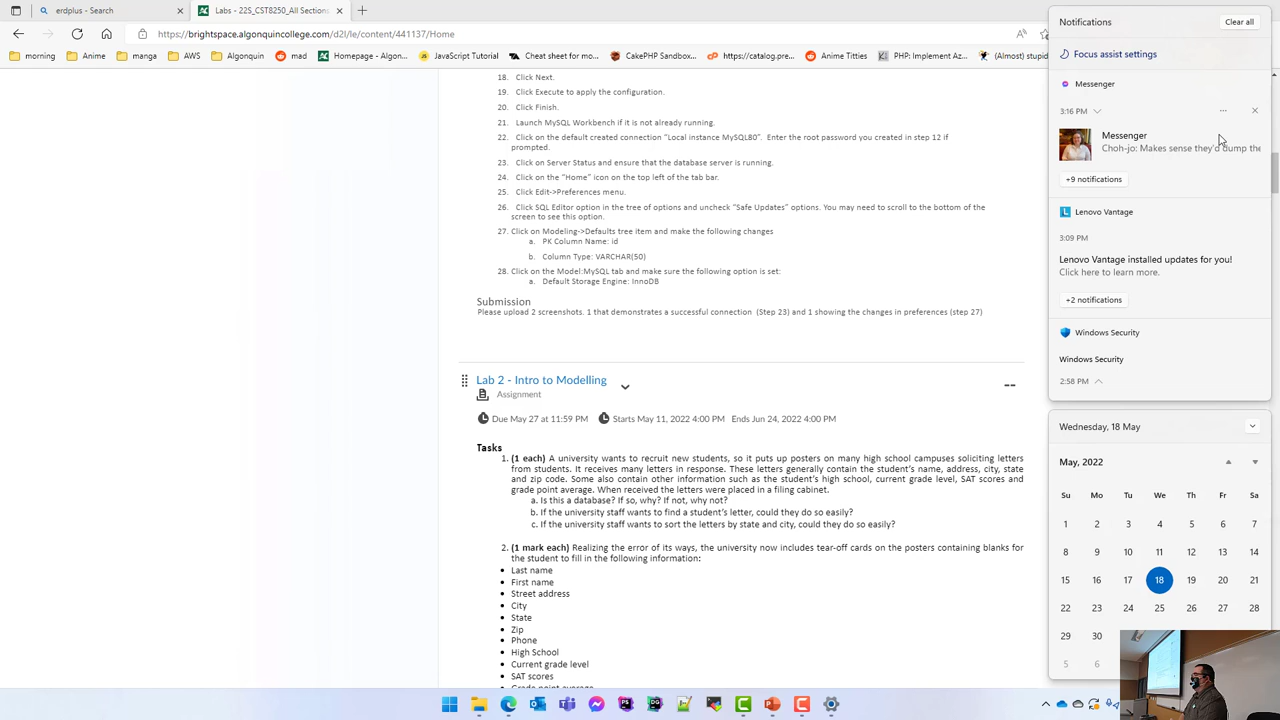 erdplus - Search
Labs - 22S_CST8250_All Sections
https://brightspace.algonquincollege.com/d2l/le/content/441137/Home
morning
Anime
manga
AWS
Algonquin
mad
Homepage - Algonq...
JavaScript Tutorial
Cheat sheet for mo...
CakePHP Sandbox...
https://catalog.pre...
Anime Titties
PHP: Implement Az...
(Almost) stupid
18. Click Next.
19. Click Execute to apply the configuration.
20. Click Finish.
21. Launch MySQL Workbench if it is not already running.
22. Click on the default created connection “Local instance MySQL80”. Enter the root password you created in step 12 if
prompted.
23. Click on Server Status and ensure that the database server is running.
24. Click on the “Home” icon on the top left of the tab bar.
25. Click Edit->Preferences menu.
26. Click SQL Editor option in the tree of options and uncheck “Safe Updates” options. You may need to scroll to the bottom of the
screen to see this option.
27. Click on Modeling->Defaults tree item and make the following changes
a. PK Column Name: id
b. Column Type: VARCHAR(50)
28. Click on the Model:MySQL tab and make sure the following option is set:
a. Default Storage Engine: InnoDB
Submission
Please upload 2 screenshots. 1 that demonstrates a successful connection (Step 23) and 1 showing the changes in preferences (step 27)
Lab 2 - Intro to Modelling
Assignment
--
Due May 27 at 11:59 PM Starts May 11, 2022 4:00 PM Ends Jun 24, 2022 4:00 PM
Tasks
1. (1 each) A university wants to recruit new students, so it puts up posters on many high school campuses soliciting letters
from students. It receives many letters in response. These letters generally contain the student’s name, address, city, state
and zip code. Some also contain other information such as the student’s high school, current grade level, SAT scores and
grade point average. When received the letters were placed in a filing cabinet.
a. Is this a database? If so, why? If not, why not?
b. If the university staff wants to find a student’s letter, could they do so easily?
c. If the university staff wants to sort the letters by state and city, could they do so easily?
2. (1 mark each) Realizing the error of its ways, the university now includes tear-off cards on the posters containing blanks for
the student to fill in the following information:
• Last name
• First name
• Street address
• City
• State
• Zip
• Phone
• High School
• Current grade level
• SAT scores
• Grade point average
Notifications
Clear all
Focus assist settings
Messenger
3:16 PM
Messenger
Choh-jo: Makes sense they'd dump the
+9 notifications
Lenovo Vantage
3:09 PM
Lenovo Vantage installed updates for you!
Click here to learn more.
+2 notifications
Windows Security
Windows Security
2:58 PM
Wednesday, 18 May
May, 2022
Su Mo Tu We Th Fr Sa
1 2 3 4 5 6 7
8 9 10 11 12 13 14
15 16 17 18 19 20 21
22 23 24 25 26 27 28
29 30
5 6